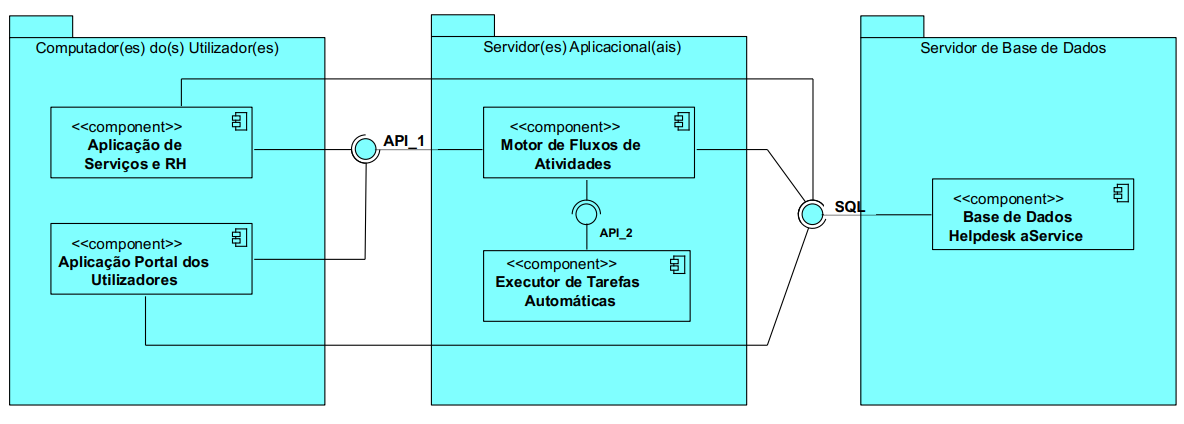 Computador(es) do(s) Utilizador(es)
<<component>>
Aplicação de
Serviços e RH
<<component>>
Aplicação Portal dos
Utilizadores
API_1
Servidor(es) Aplicacional(ais)
<<component>>
Motor de Fluxos de
Atividades
API_2
<<component>>
Executor de Tarefas
Automáticas
SQL
Servidor de Base de Dados
<<component>>
Base de Dados
Helpdesk aService